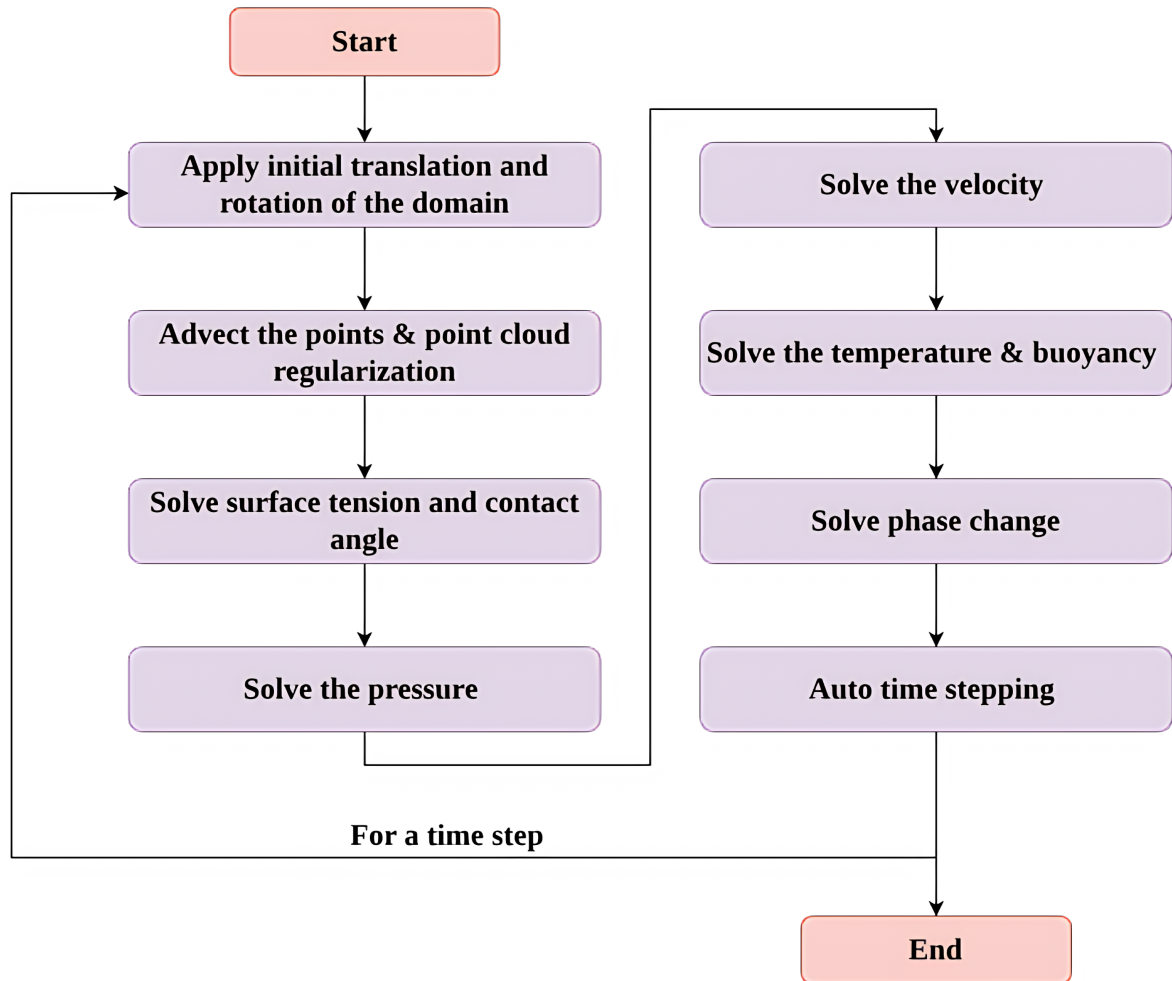 Start
Apply initial translation and
rotation of the domain
Advect the points & point cloud
regularization
Solve surface tension and contact
angle
Solve the pressure
Solve the velocity
Solve the temperature & buoyancy
Solve phase change
Auto time stepping
For a time step
End